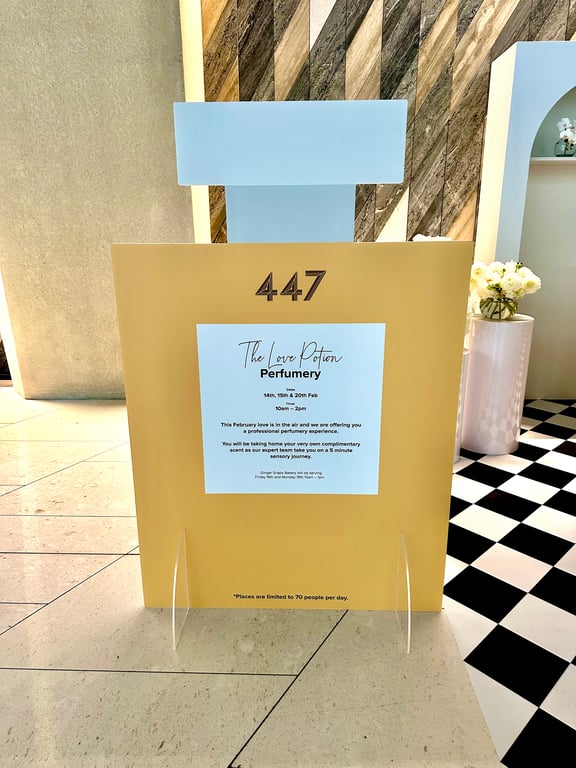 447
The Love Potion
Perfumery
Dates
14th, 15th & 20th Feb
Times
10am – 2pm
This February love is in the air and we are offering you
a professional perfumery experience.
You will be taking home your very own complimentary
scent as our expert team take you on a 5 minute
sensory journey.
Ginger Snaps Bakery will be serving
Friday 16th and Monday 19th 10am – 1pm
*Places are limited to 70 people per day.